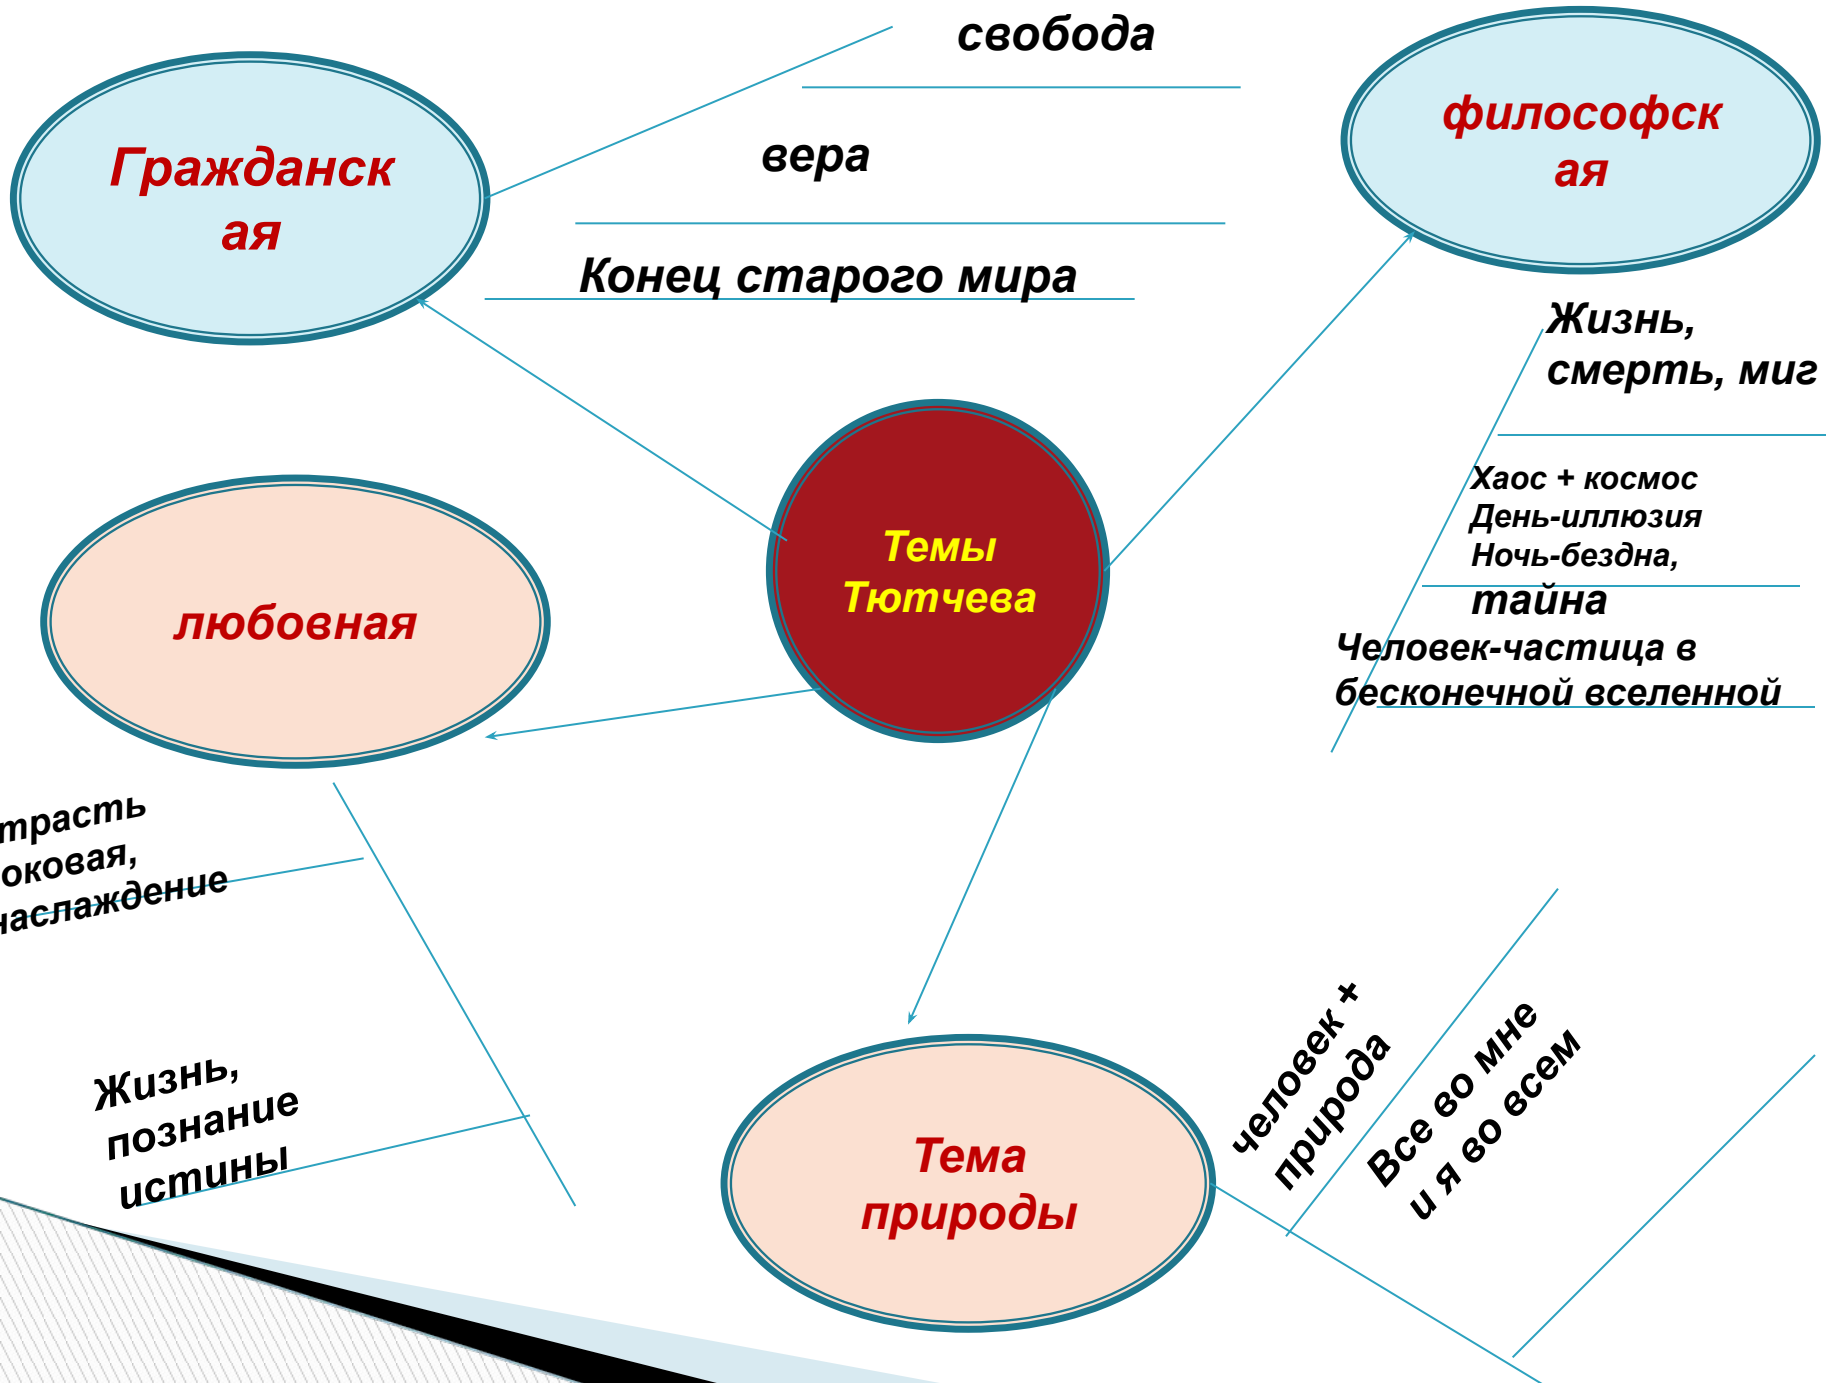 свобода
Гражданск
ая
вера
Конец старого мира
философск
ая
Жизнь,
смерть, миг
Хаос + космос
День-иллюзия
Ночь-бездна,
тайна
Человек-частица в
бесконечной вселенной
Темы
Тютчева
любовная
трасть
оковая,
наслаждение
Жизнь,
познание
истины
Тема
природы
человек +
природа
Все во мне
и я во всем